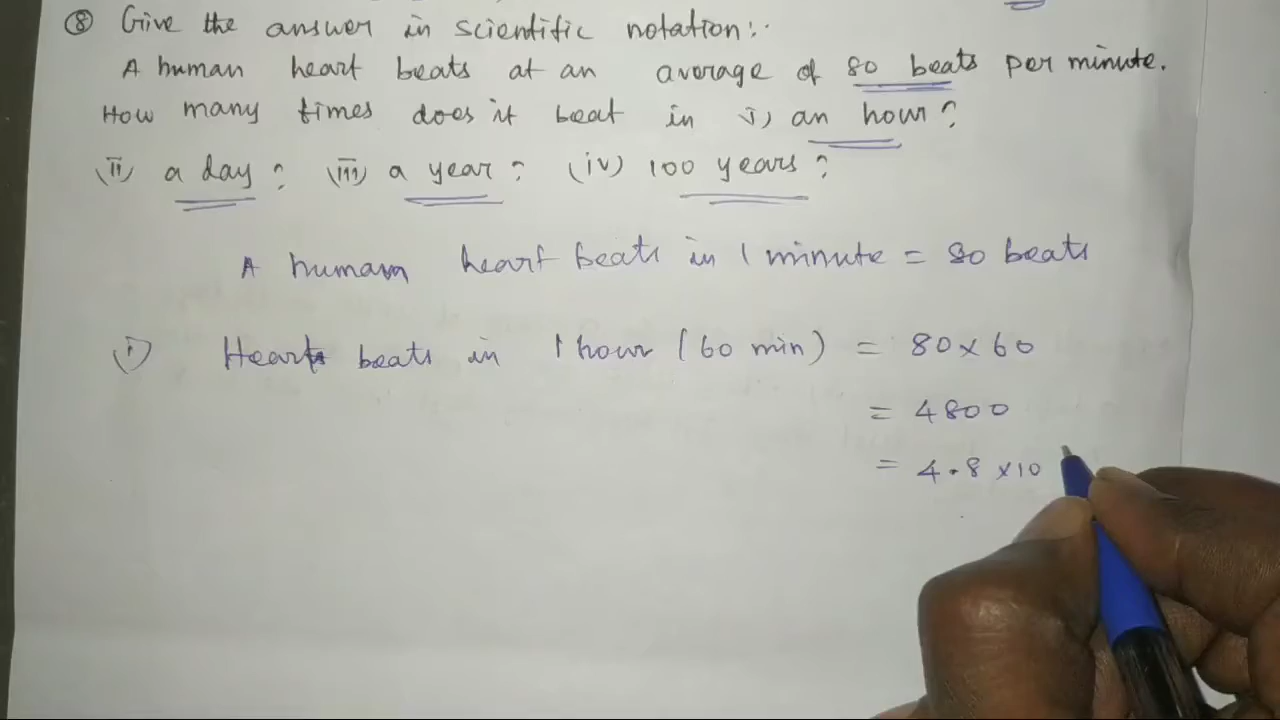 ⑧ Give the answer in scientific notation:.
A human heart beats at an average of 80 beats per minute.
How many times does it beat in i) an hour?
(ii) a day? (iii) a year? (iv) 100 years?
A human heart beats in 1 minute = 80 beats
i) Heart beats in 1 hour (60 min) = 80 × 60
= 4800
= 4.8 × 10